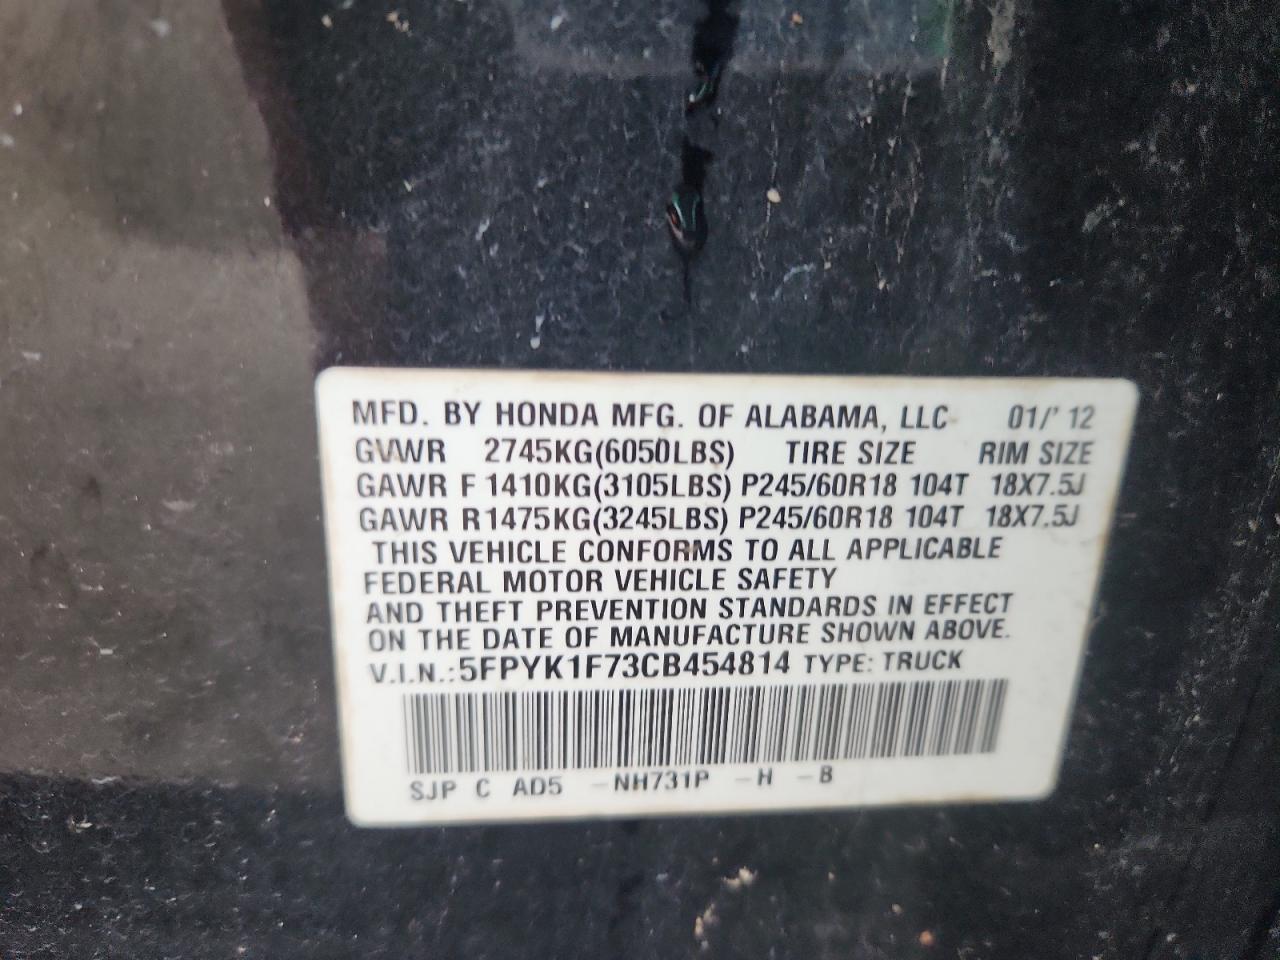 MFD. BY HONDA MFG. OF ALABAMA, LLC 01/'12
GVWR 2745KG(6050LBS) TIRE SIZE RIM SIZE
GAWR F 1410KG(3105LBS) P245/60R18 104T 18X7.5J
GAWR R1475KG(3245LBS) P245/60R18 104T 18X7.5J
THIS VEHICLE CONFORMS TO ALL APPLICABLE
FEDERAL MOTOR VEHICLE SAFETY
AND THEFT PREVENTION STANDARDS IN EFFECT
ON THE DATE OF MANUFACTURE SHOWN ABOVE.
V.I.N.:5FPYK1F73CB454814 TYPE: TRUCK
SJP C AD5 -NH731P -H -B